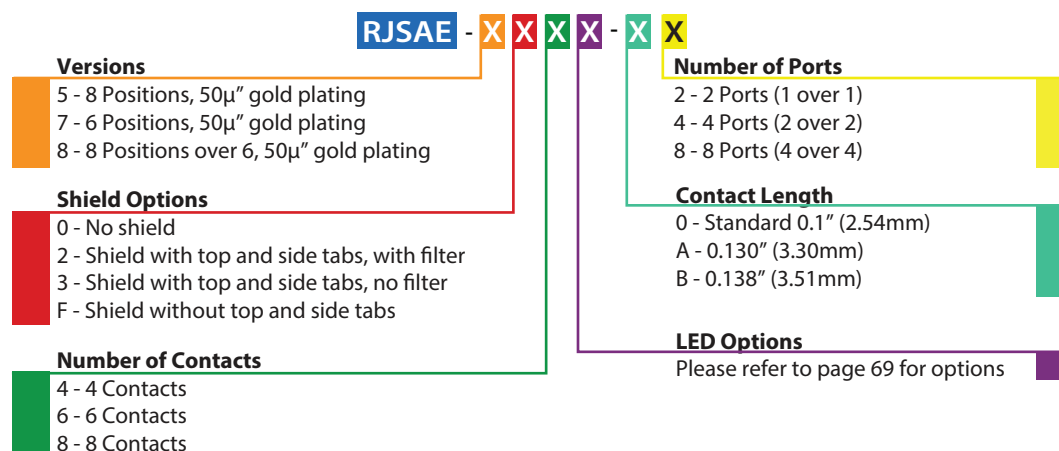 RJSAE - X X X X - X X
Versions
5 - 8 Positions, 50µ” gold plating
7 - 6 Positions, 50µ” gold plating
8 - 8 Positions over 6, 50µ” gold plating
Shield Options
0 - No shield
2 - Shield with top and side tabs, with filter
3 - Shield with top and side tabs, no filter
F - Shield without top and side tabs
Number of Contacts
4 - 4 Contacts
6 - 6 Contacts
8 - 8 Contacts
Number of Ports
2 - 2 Ports (1 over 1)
4 - 4 Ports (2 over 2)
8 - 8 Ports (4 over 4)
Contact Length
0 - Standard 0.1” (2.54mm)
A - 0.130” (3.30mm)
B - 0.138” (3.51mm)
LED Options
Please refer to page 69 for options